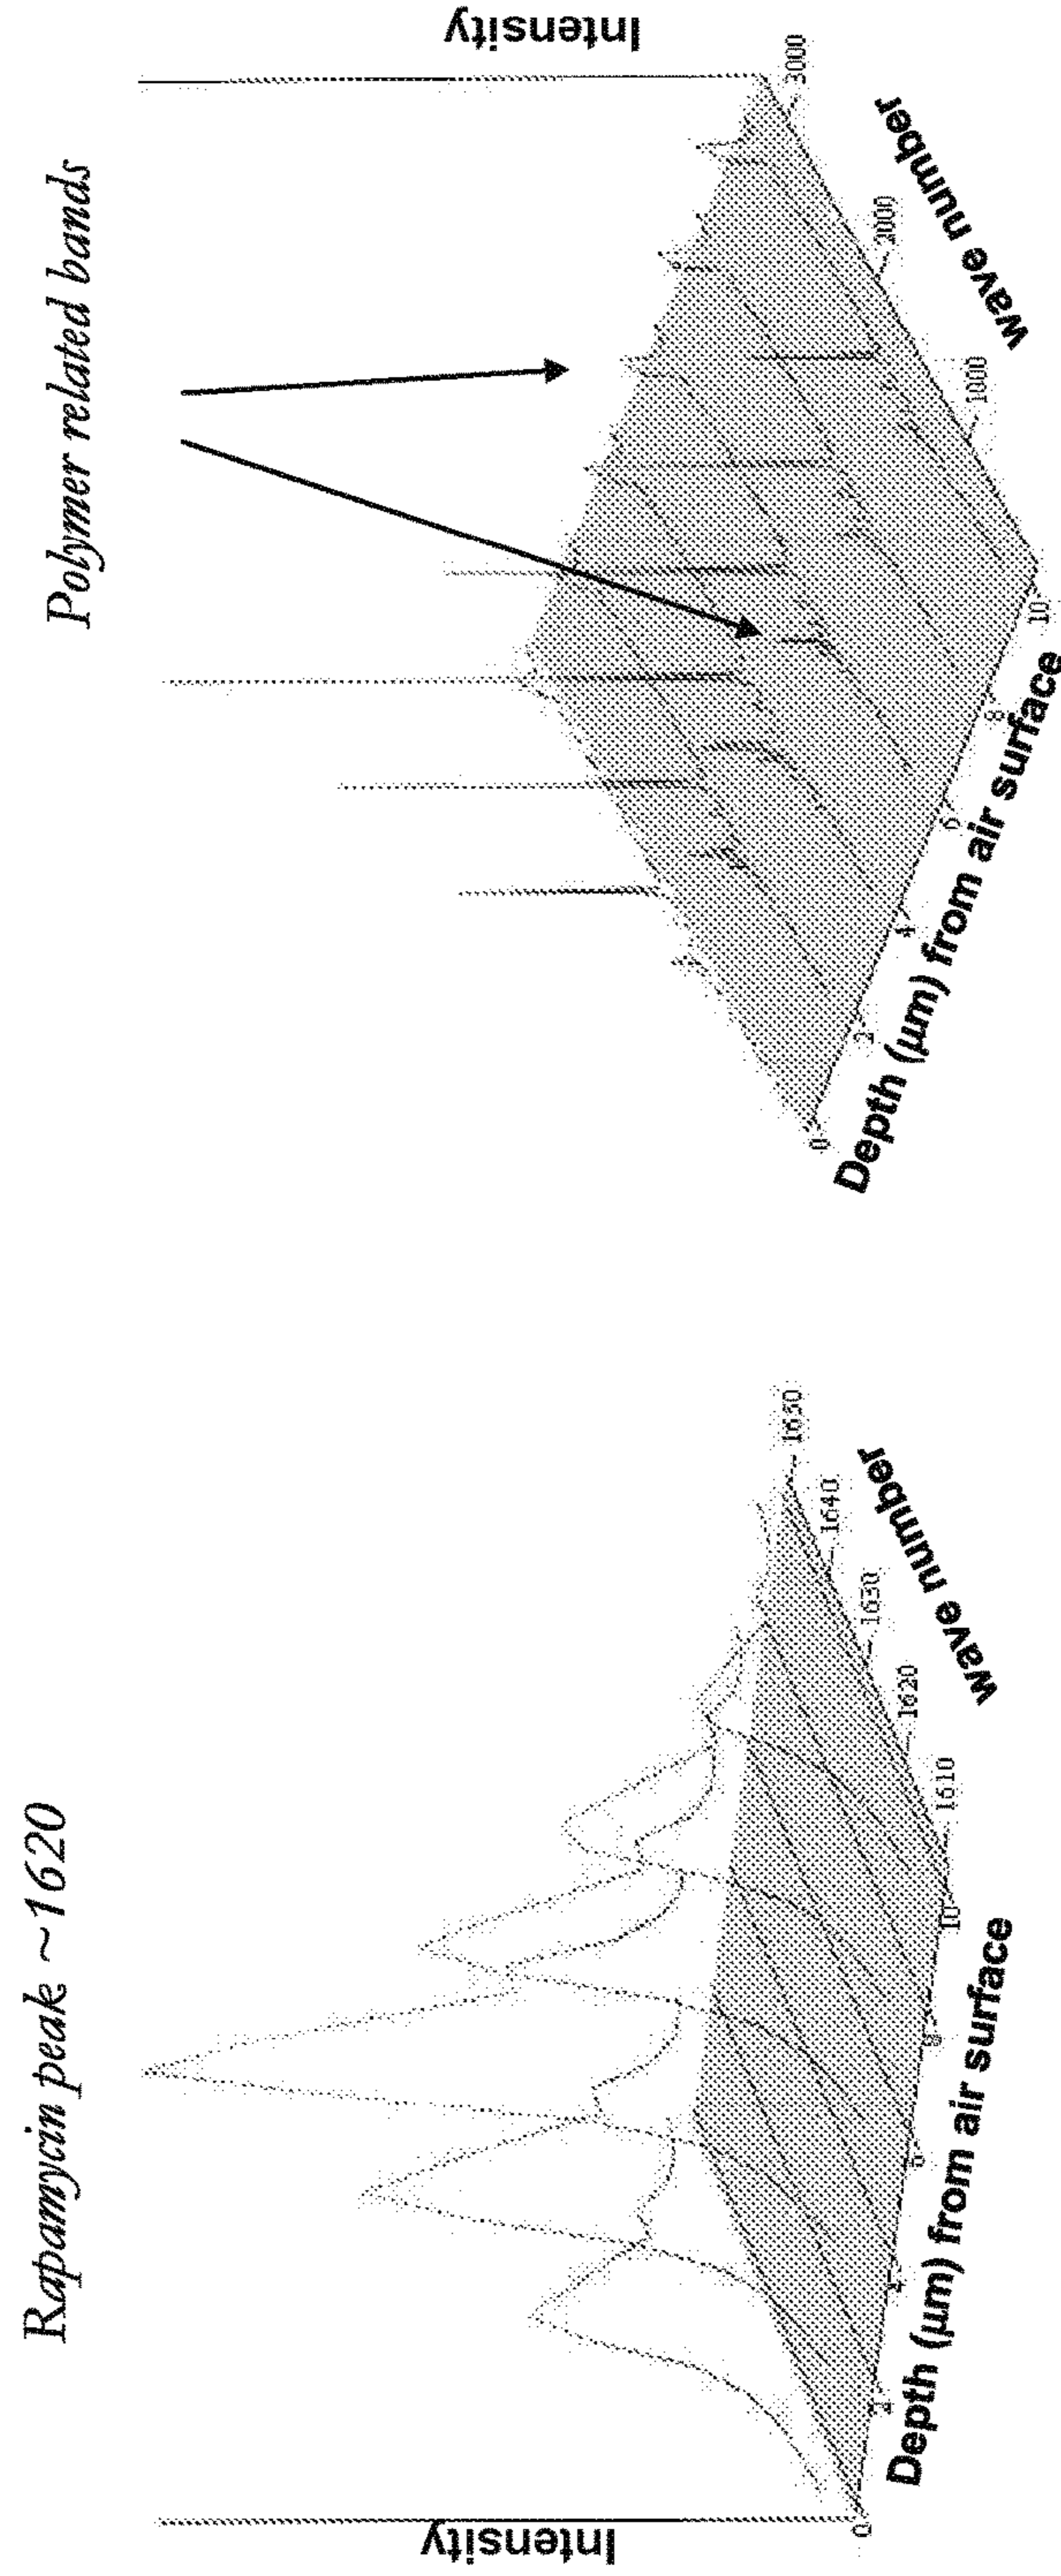 Rapamycin peak ~1620
Intensity
0
2
4
6
8
10
Depth (µm) from air surface
1610
1620
1630
1640
1650
wave number
Polymer related bands
Intensity
0
2
4
6
8
10
Depth (µm) from air surface
1000
2000
3000
wave number